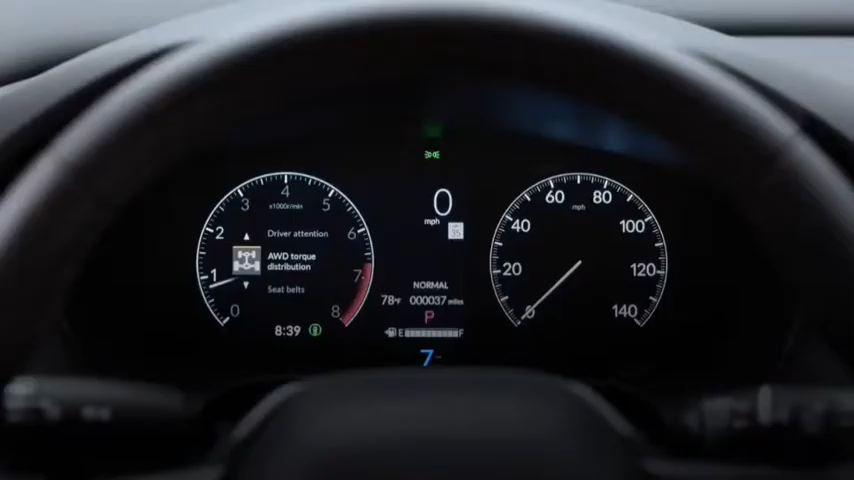 4
3
5
x1000r/min
2
Driver attention
6
AWD torque
distribution
1
7
Seat belts
0
8
8:39
0
mph
35
NORMAL
78°F
000037 miles
P
E
F
7
60
80
mph
40
100
20
120
0
140